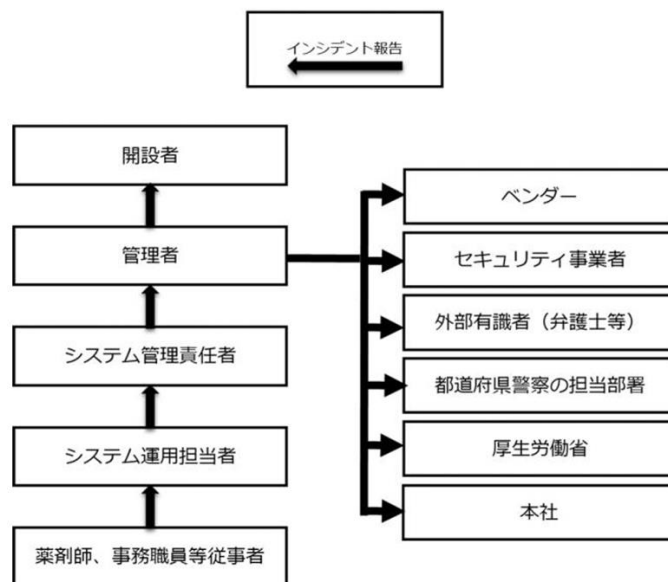 インシデント報告
開設者
管理者
システム管理責任者
システム運用担当者
薬剤師、事務職員等従事者
ベンダー
セキュリティ事業者
外部有識者（弁護士等）
都道府県警察の担当部署
厚生労働省
本社